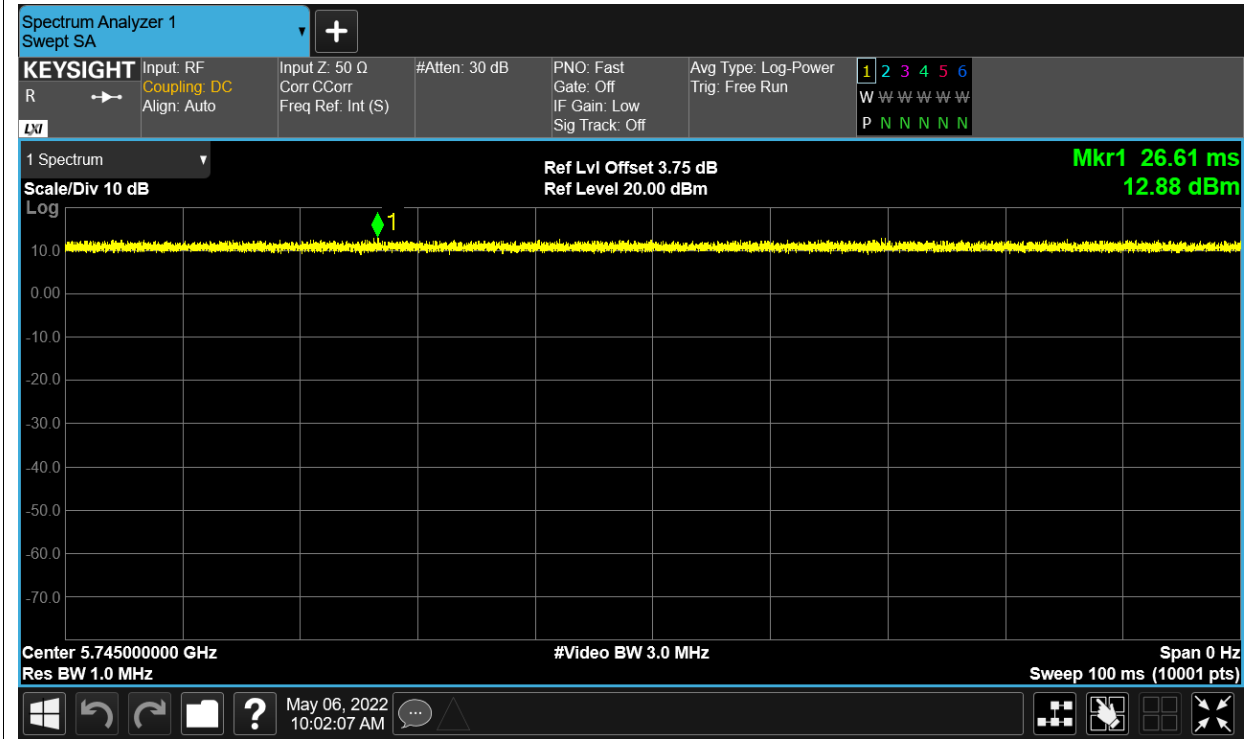 Spectrum Analyzer 1
Swept SA
+
KEYSIGHT
R
LXI
Input: RF
Coupling: DC
Align: Auto
Input Z: 50 Ω
Corr CCorr
Freq Ref: Int (S)
#Atten: 30 dB
PNO: Fast
Gate: Off
IF Gain: Low
Sig Track: Off
Avg Type: Log-Power
Trig: Free Run
1 2 3 4 5 6
W W W W W W
P N N N N N
1 Spectrum
Scale/Div 10 dB
Log
Ref Lvl Offset 3.75 dB
Ref Level 20.00 dBm
Mkr1 26.61 ms
12.88 dBm
1
10.0
0.00
-10.0
-20.0
-30.0
-40.0
-50.0
-60.0
-70.0
Center 5.745000000 GHz
#Video BW 3.0 MHz
Span 0 Hz
Res BW 1.0 MHz
Sweep 100 ms (10001 pts)
?
May 06, 2022
10:02:07 AM